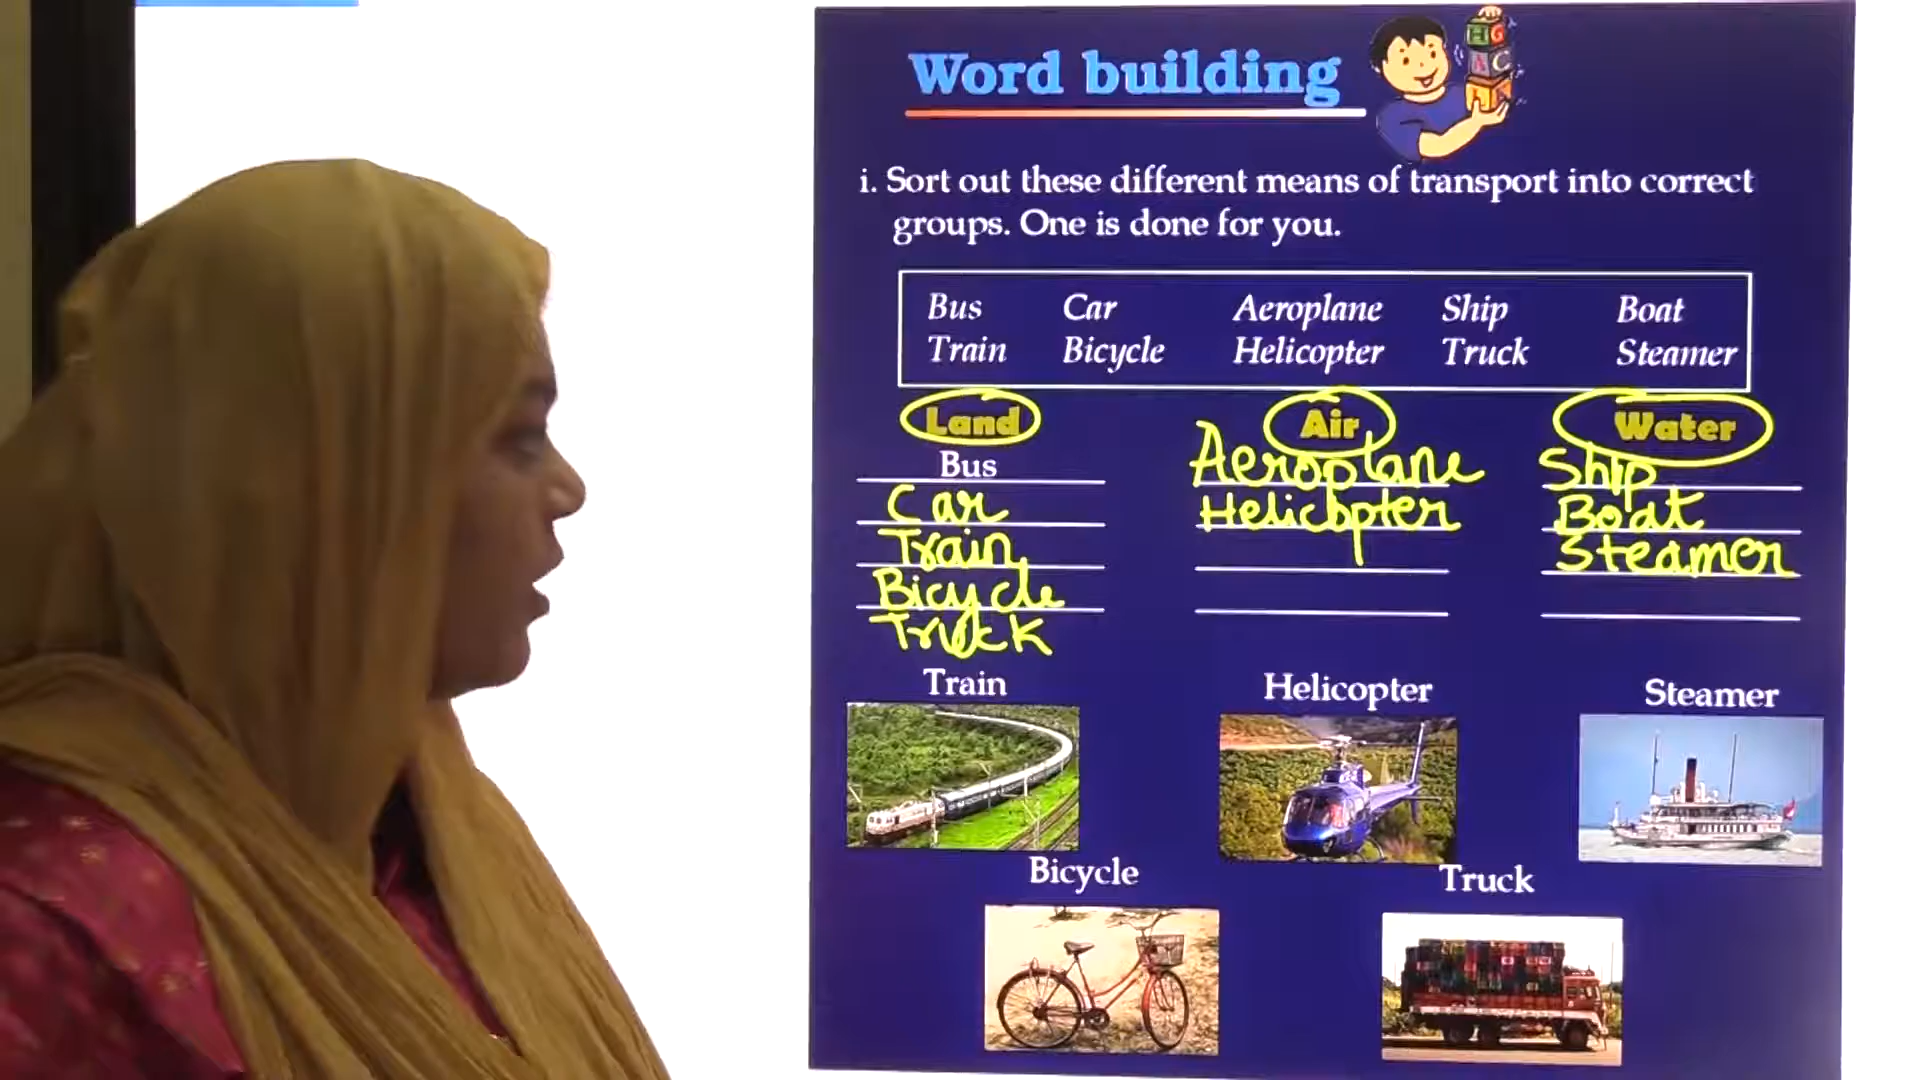 Word building
i. Sort out these different means of transport into correct
groups. One is done for you.
Bus Car Aeroplane Ship Boat
Train Bicycle Helicopter Truck Steamer
Land Air Water
Bus Aeroplane Ship
Car Helicopter Boat
Train Steamer
Bicycle
Truck
Train Helicopter Steamer
Bicycle Truck